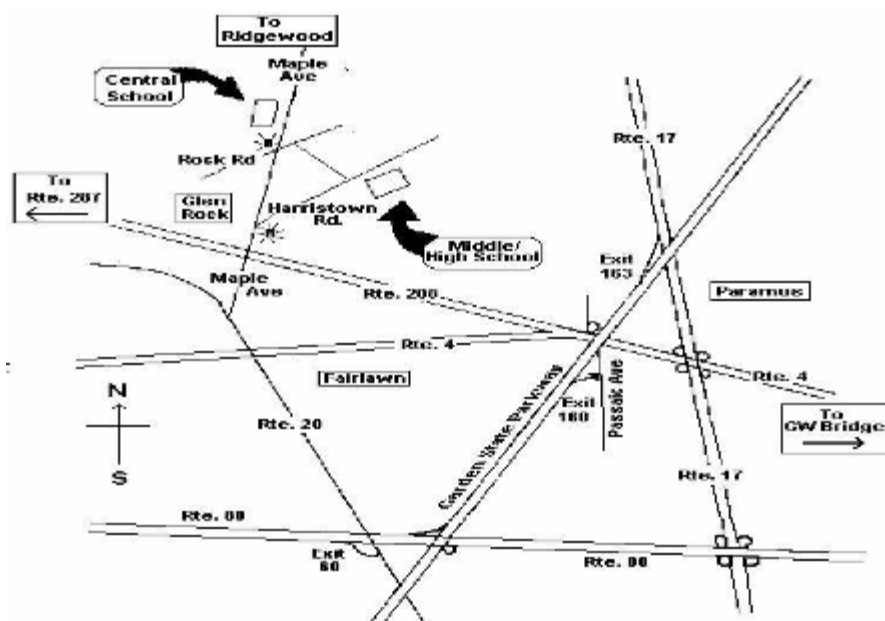 To
Ridgewood
Maple
Ave
Central
School
Rte. 17
Rock Rd
To
Rte. 287
Glen
Rock
Harristown
Rd.
Middle/
High School
Exit
163
Maple
Ave
Rte. 208
Paramus
Rte. 4
Fairlawn
Rte. 4
N
S
Exit
160
Passaic Ave
To
GW Bridge
Rte. 20
Garden State Parkway
Rte. 17
Rte. 80
Exit
60
Rte. 80